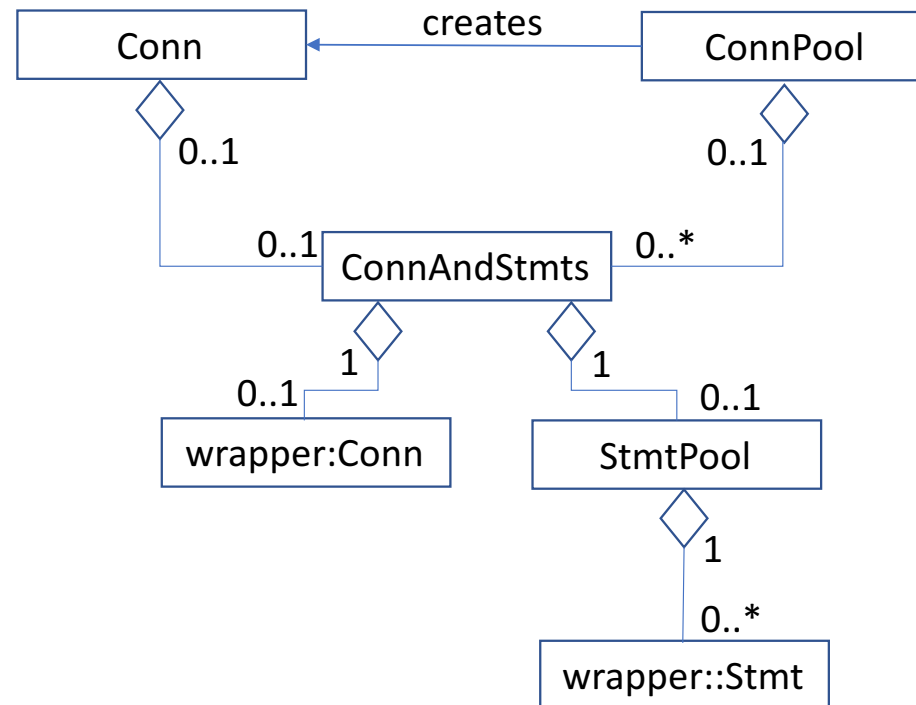 Conn
creates
ConnPool
0..1
0..1
0..1
ConnAndStmts
0..*
1
1
0..1
0..1
wrapper:Conn
StmtPool
1
0..*
wrapper::Stmt